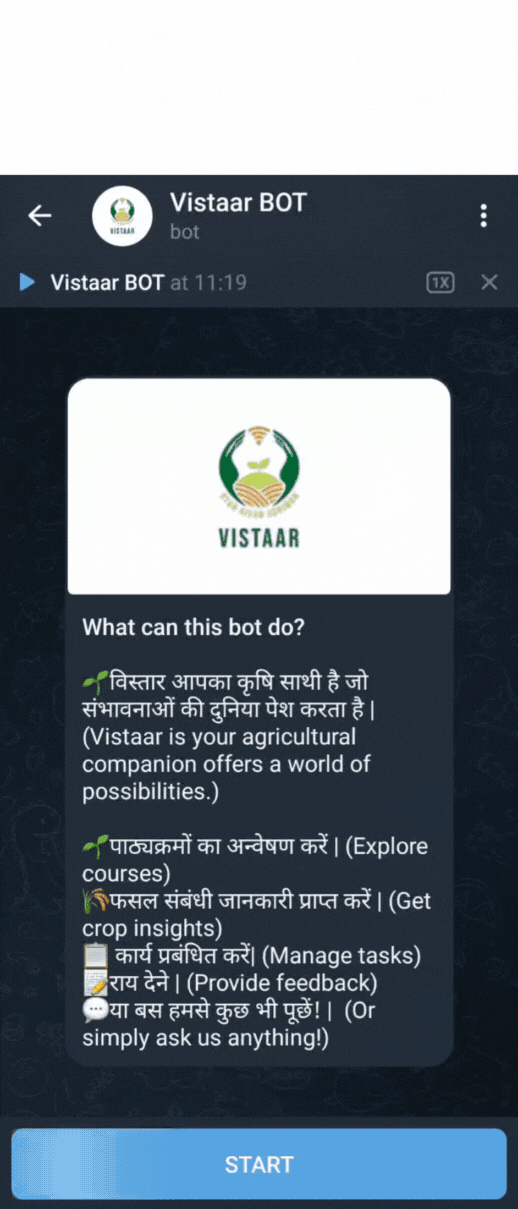 Vistaar BOT
bot
Vistaar BOT at 11:19
1X
VISTAAR
VISTAAR
What can this bot do?
🌱विस्तार आपका कृषि साथी है जो
संभावनाओं की दुनिया पेश करता है |
(Vistaar is your agricultural
companion offers a world of
possibilities.)
🌱पाठ्यक्रमों का अन्वेषण करें | (Explore
courses)
🌾फसल संबंधी जानकारी प्राप्त करें | (Get
crop insights)
📋 कार्य प्रबंधित करें| (Manage tasks)
📝राय देने | (Provide feedback)
💬या बस हमसे कुछ भी पूछें! | (Or
simply ask us anything!)
START